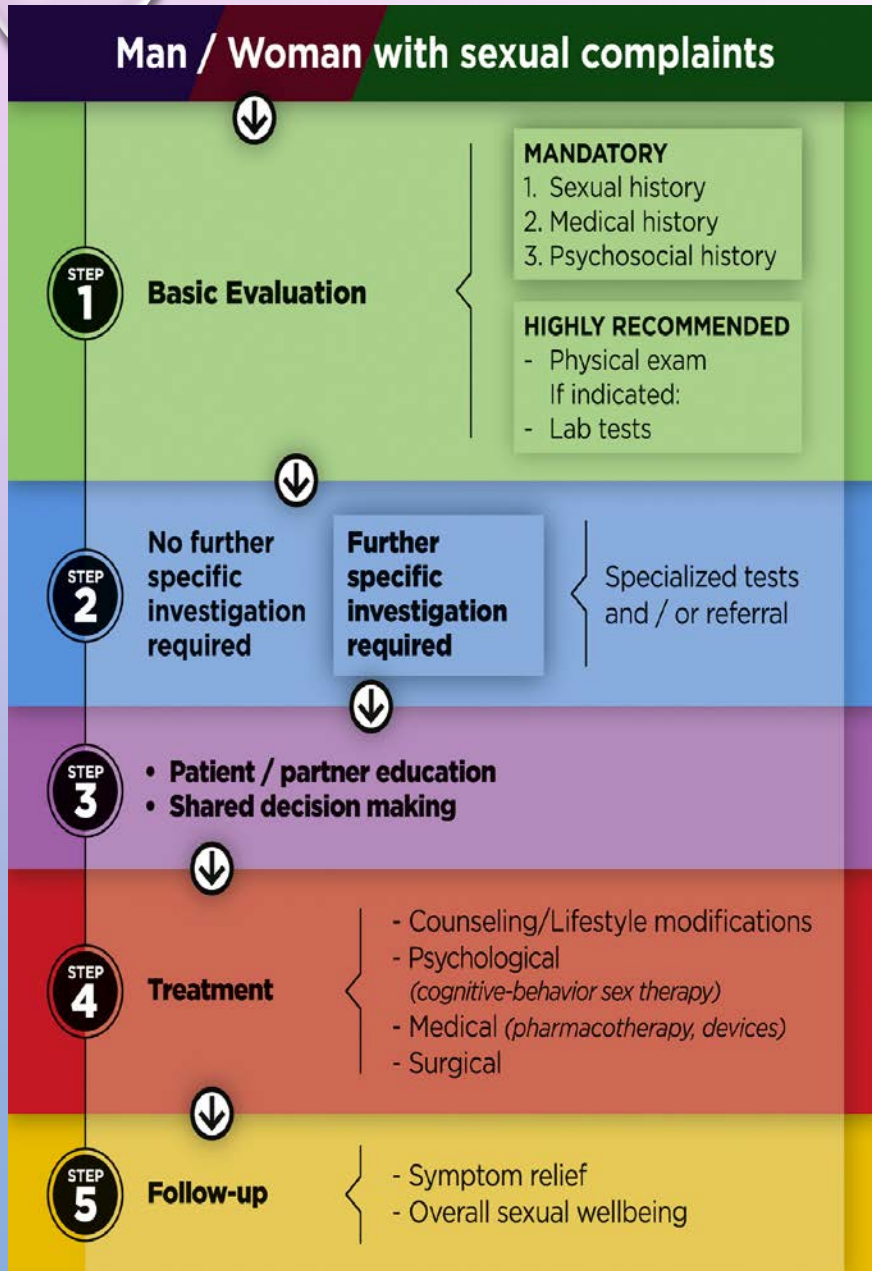 Man / Woman with sexual complaints
STEP
1
Basic Evaluation
MANDATORY
1. Sexual history
2. Medical history
3. Psychosocial history
HIGHLY RECOMMENDED
- Physical exam
If indicated:
- Lab tests
STEP
2
No further
specific
investigation
required
Further
specific
investigation
required
Specialized tests
and / or referral
STEP
3
• Patient / partner education
• Shared decision making
STEP
4
Treatment
- Counseling/Lifestyle modifications
- Psychological
(cognitive-behavior sex therapy)
- Medical (pharmacotherapy, devices)
- Surgical
STEP
5
Follow-up
- Symptom relief
- Overall sexual wellbeing